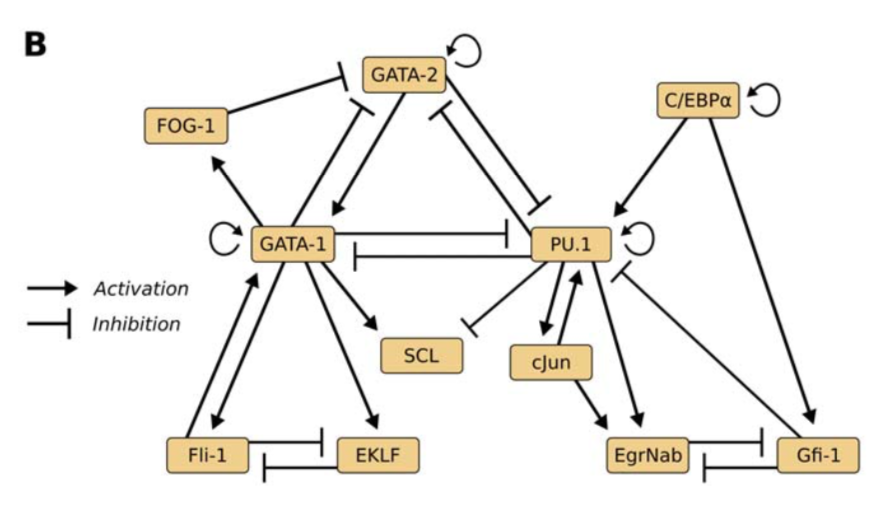 B
GATA-2
C/EBPα
FOG-1
GATA-1
PU.1
Activation
Inhibition
SCL
cJun
Fli-1
EKLF
EgrNab
Gfi-1